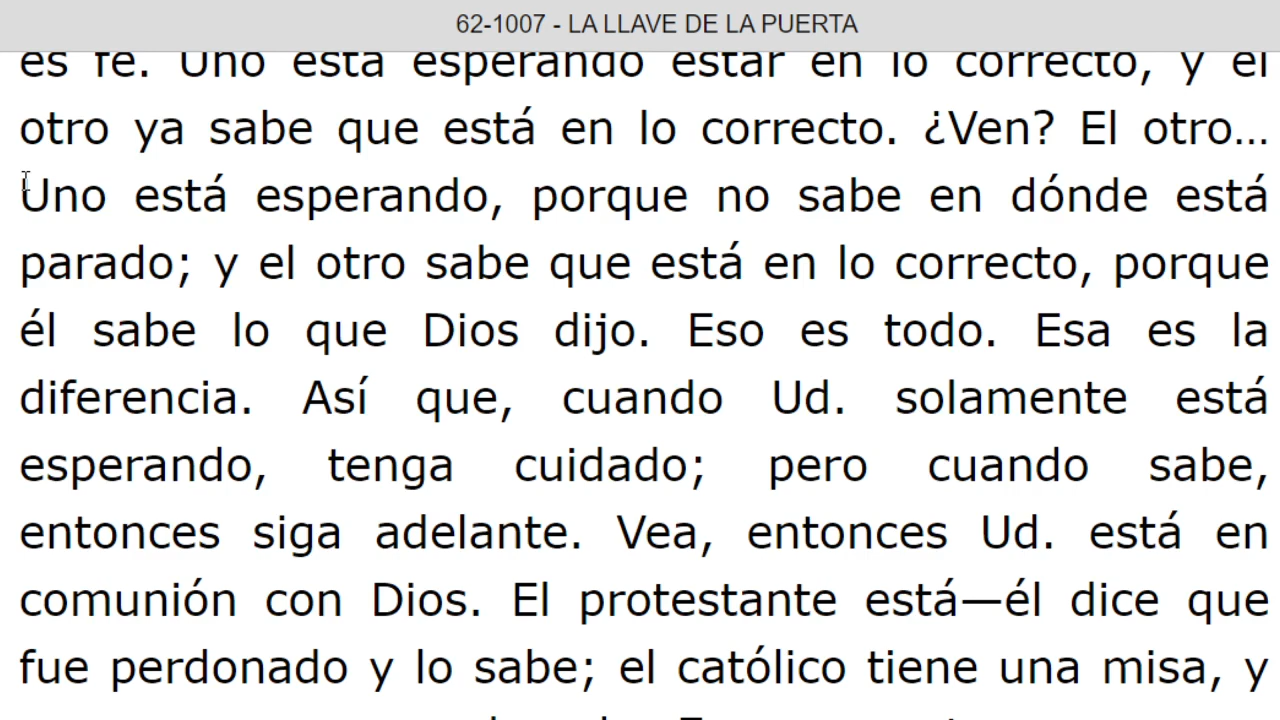 62-1007 - LA LLAVE DE LA PUERTA
es fe. Uno está esperando estar en lo correcto, y el
otro ya sabe que está en lo correcto. ¿Ven? El otro…
Uno está esperando, porque no sabe en dónde está
parado; y el otro sabe que está en lo correcto, porque
él sabe lo que Dios dijo. Eso es todo. Esa es la
diferencia. Así que, cuando Ud. solamente está
esperando, tenga cuidado; pero cuando sabe,
entonces siga adelante. Vea, entonces Ud. está en
comunión con Dios. El protestante está—él dice que
fue perdonado y lo sabe; el católico tiene una misa, y